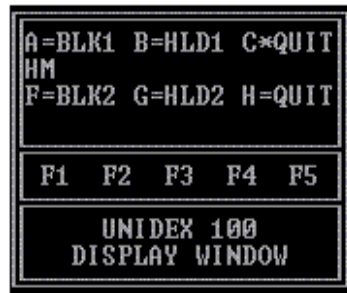 A=BLK1 B=HLD1 C*QUIT
HM
F=BLK2 G=HLD2 H=QUIT
F1 F2 F3 F4 F5
UNIDEX 100
DISPLAY WINDOW